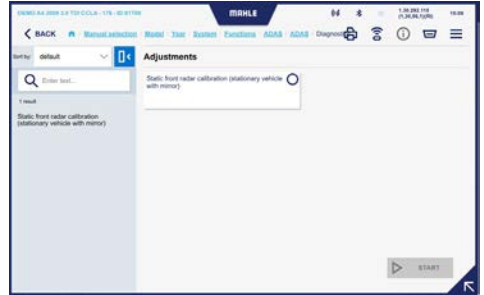 MAHLE
BACK Manual selection Model Year System Functions ADAS ADAS Diagnosti
Sort by: default
Adjustments
Enter text...
Static front radar calibration (stationary vehicle
with mirror)
1 result
Static front radar calibration
(stationary vehicle with mirror)
START